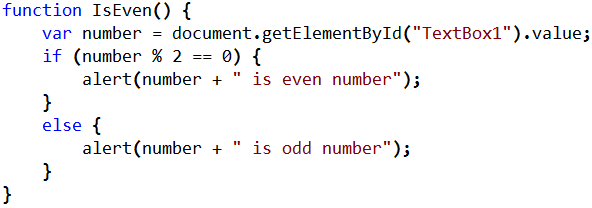 function IsEven() {
    var number = document.getElementById("TextBox1").value;
    if (number % 2 == 0) {
        alert(number + " is even number");
    }
    else {
        alert(number + " is odd number");
    }
}